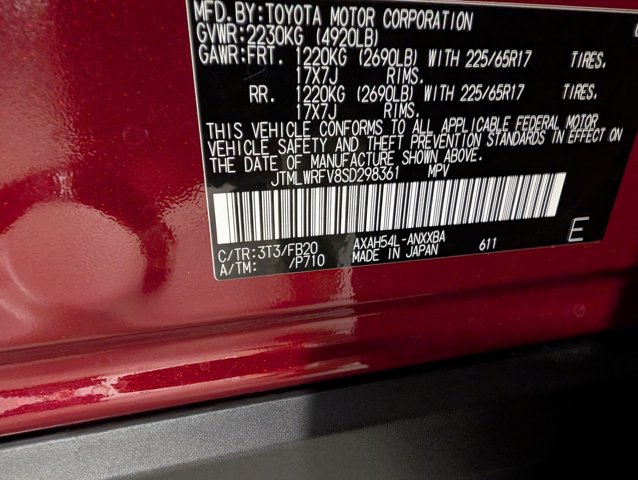 MFD. BY: TOYOTA MOTOR CORPORATION
GVWR: 2230KG (4920LB)
GAWR: FRT. 1220KG (2690LB) WITH 225/65R17 TIRES.
17X7J RIMS.
RR. 1220KG (2690LB) WITH 225/65R17 TIRES.
17X7J RIMS.
THIS VEHICLE CONFORMS TO ALL APPLICABLE FEDERAL MOTOR
VEHICLE SAFETY AND THEFT PREVENTION STANDARDS IN EFFECT ON
THE DATE OF MANUFACTURE SHOWN ABOVE.
JTMLWRFV8SD298361 MPV
C/TR: 3T3/FB20 AXAH54L-ANXXBA 611 E
A/TM: /P710 MADE IN JAPAN